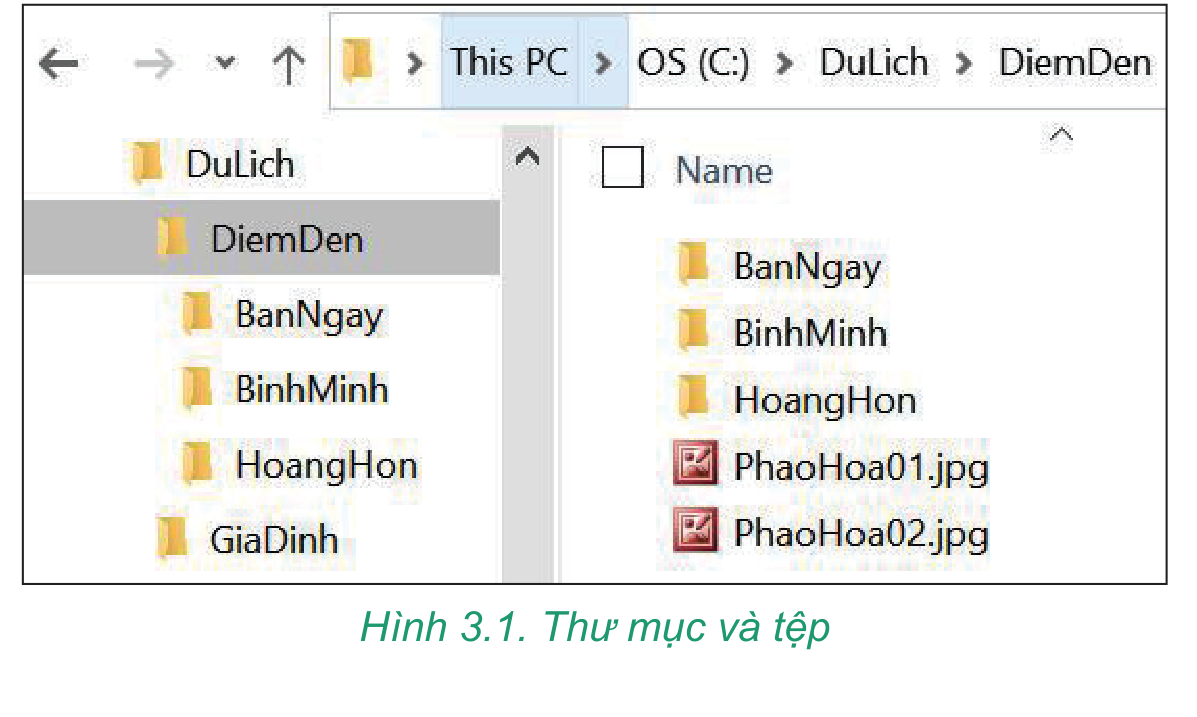 This PC > OS (C:) > DuLich > DiemDen
DuLich
DiemDen
BanNgay
BinhMinh
HoangHon
GiaDinh
Name
BanNgay
BinhMinh
HoangHon
PhaoHoa01.jpg
PhaoHoa02.jpg
Hình 3.1. Thư mục và tệp